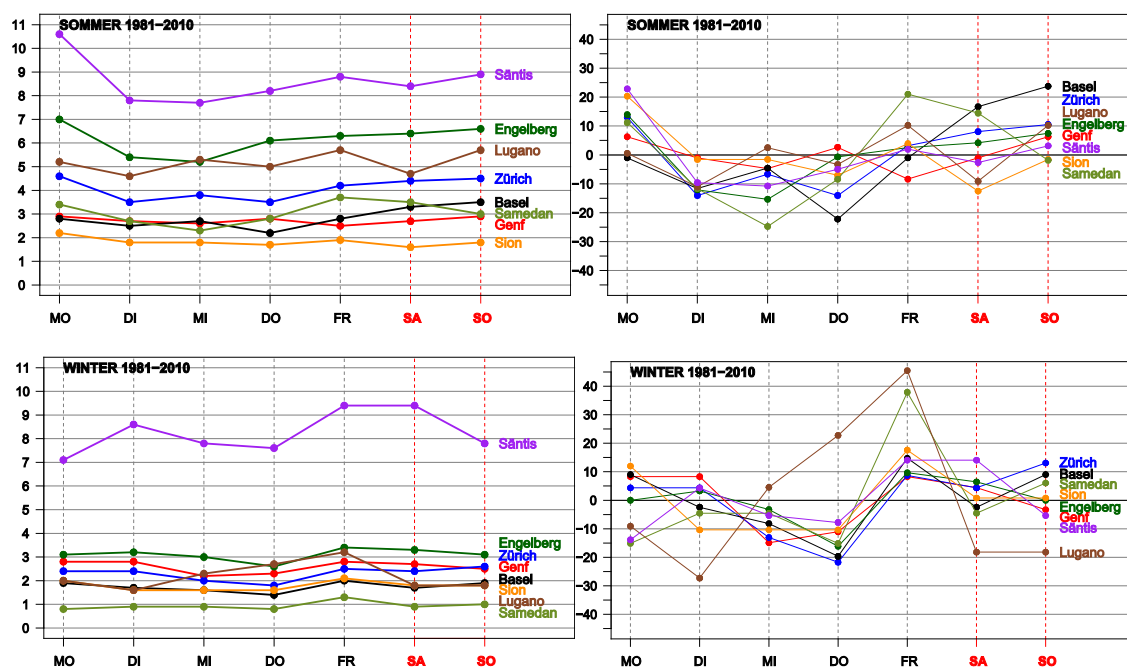 SOMMER 1981–2010
11
10
9
8
7
6
5
4
3
2
1
0
Säntis
Engelberg
Lugano
Zürich
Basel
Samedan
Genf
Sion
MO DI MI DO FR SA SO
SOMMER 1981–2010
40
30
20
10
0
−10
−20
−30
−40
Basel
Zürich
Lugano
Engelberg
Genf
Säntis
Sion
Samedan
MO DI MI DO FR SA SO
WINTER 1981–2010
11
10
9
8
7
6
5
4
3
2
1
0
Säntis
Engelberg
Zürich
Genf
Basel
Sion
Lugano
Samedan
MO DI MI DO FR SA SO
WINTER 1981–2010
40
30
20
10
0
−10
−20
−30
−40
Zürich
Basel
Samedan
Sion
Engelberg
Genf
Säntis
Lugano
MO DI MI DO FR SA SO